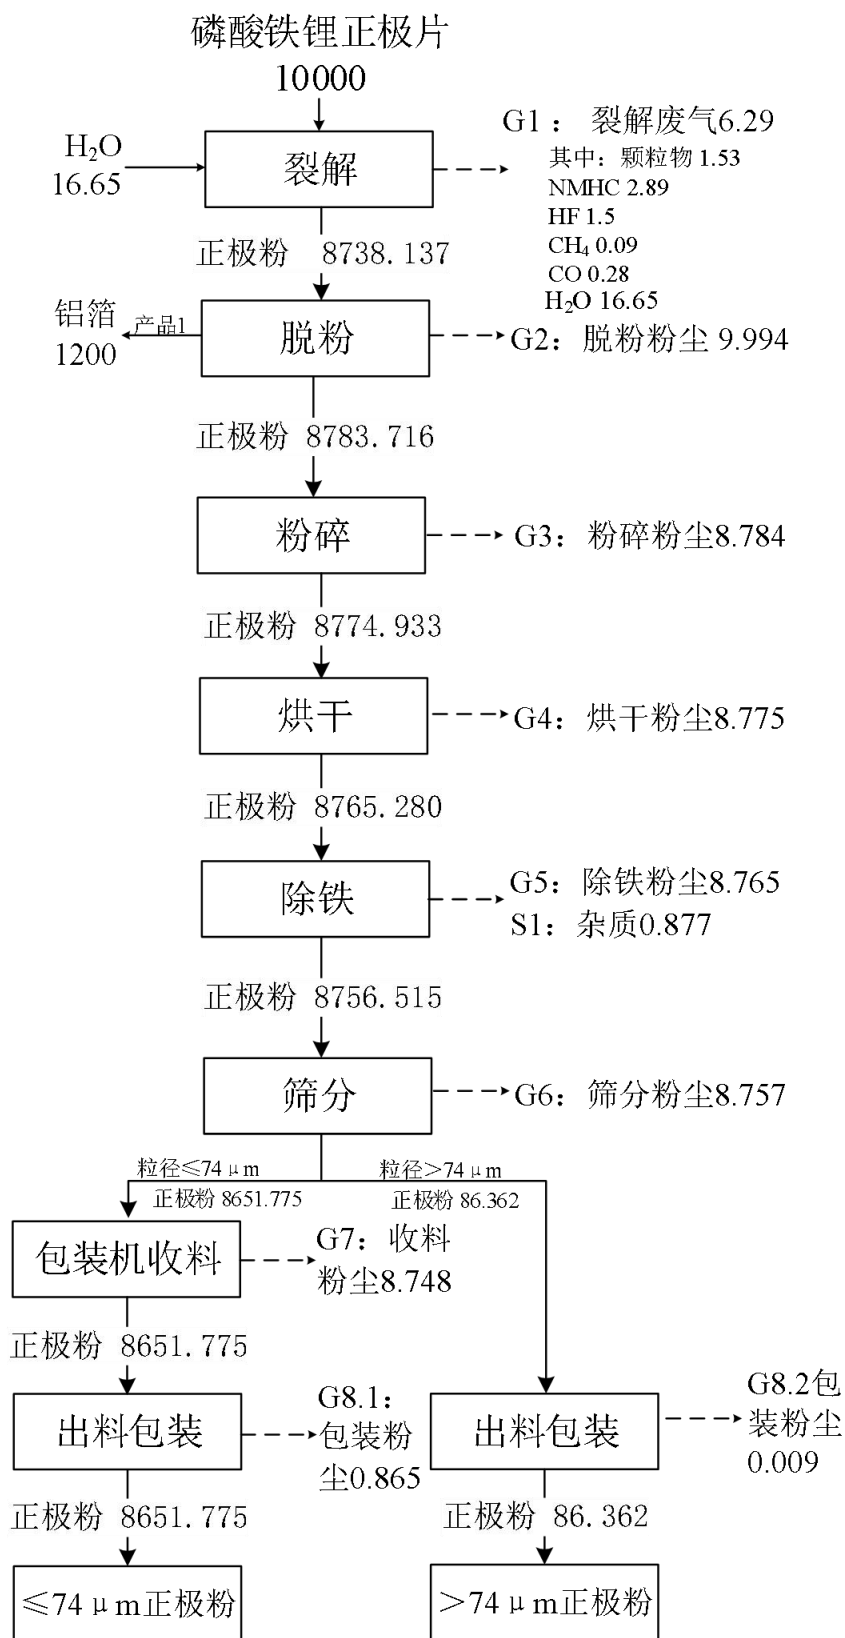 磷酸铁锂正极片
10000
H₂O
16.65
裂解
G1： 裂解废气6.29
其中：颗粒物 1.53
NMHC 2.89
HF 1.5
CH₄ 0.09
CO 0.28
H₂O 16.65
正极粉 8738.137
铝箔
1200
产品1
脱粉
G2：脱粉粉尘 9.994
正极粉 8783.716
粉碎
G3：粉碎粉尘8.784
正极粉 8774.933
烘干
G4：烘干粉尘8.775
正极粉 8765.280
除铁
G5：除铁粉尘8.765
S1：杂质0.877
正极粉 8756.515
筛分
G6：筛分粉尘8.757
粒径≤74μm
正极粉 8651.775
粒径>74μm
正极粉 86.362
包装机收料
G7：收料
粉尘8.748
正极粉 8651.775
出料包装
G8.1：
包装粉
尘0.865
出料包装
G8.2包
装粉尘
0.009
正极粉 8651.775
正极粉 86.362
≤74μm正极粉
>74μm正极粉